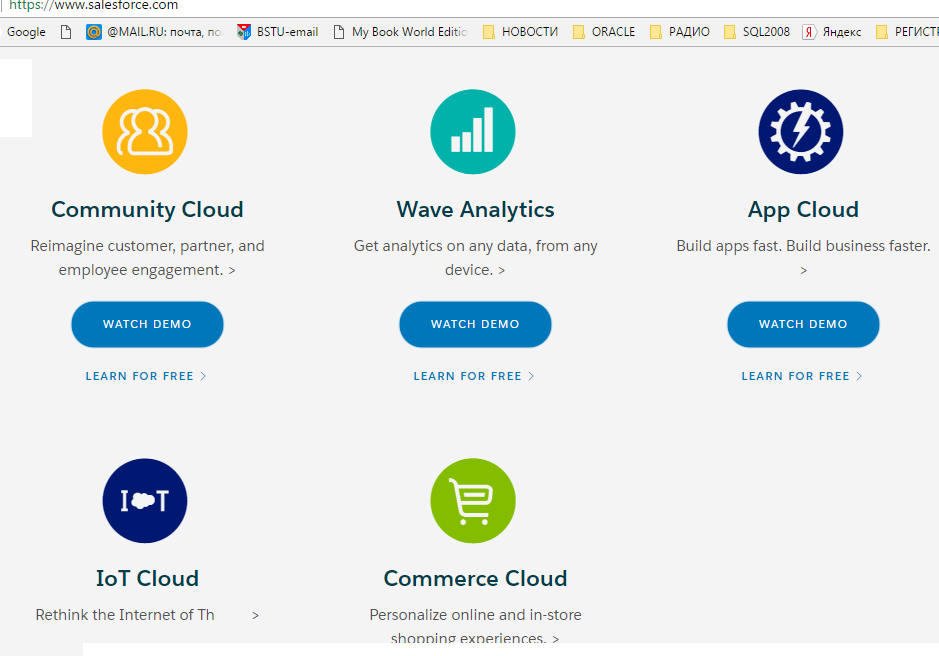 https://www.salesforce.com
Google @MAIL.RU: почта, по BSTU-email My Book World Editio НОВОСТИ ORACLE РАДИО SQL2008 Яндекс РЕГИСТР
Community Cloud
Reimagine customer, partner, and
employee engagement. >
WATCH DEMO
LEARN FOR FREE >
Wave Analytics
Get analytics on any data, from any
device. >
WATCH DEMO
LEARN FOR FREE >
App Cloud
Build apps fast. Build business faster.
>
WATCH DEMO
LEARN FOR FREE >
I T
IoT Cloud
Rethink the Internet of Th >
Commerce Cloud
Personalize online and in-store
shopping experiences. >